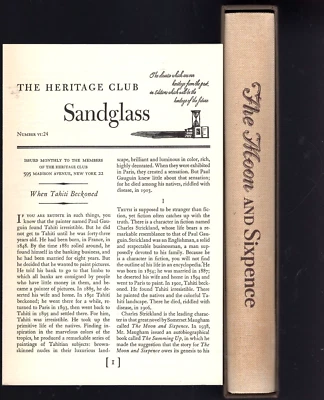 THE HERITAGE CLUB
The classics which are our
heritage from the past,
in Editions which will be the
heritage of the future
Sandglass
NUMBER VI:24
ISSUED MONTHLY TO THE MEMBERS
OF THE HERITAGE CLUB
595 MADISON AVENUE, NEW YORK 22
When Tahiti Beckoned
IF YOU ARE EXPERTS in such things, you
know that the painter named Paul Gau-
guin found Tahiti irresistible. But he did
not get to Tahiti until he was forty-three
years old. He had been born, in France, in
1848. By the time 1881 rolled around, he
found himself in the banking business, and
he had been married for eight years. But
he decided that he wanted to paint pictures.
He told his bank to go to that limbo to
which all banks are consigned by people
who have little money in them, and be-
came a painter of pictures. In 1885, he de-
serted his wife and home. In 1891 Tahiti
beckoned; he went there for a while, re-
turned to Paris in 1893, then went back to
Tahiti in 1895 and settled there. For him,
Tahiti was irresistible. He took up the
primitive life of the natives. Finding in-
spiration in the marvelous colors of the
tropics, he produced a remarkable series of
paintings of Tahitian subjects: brown-
skinned nudes in their luxurious land-
scape, brilliant and luminous in color, rich,
highly decorated. When they were ex-
hibited in Paris, they created a sensation. But
Paul Gauguin knew little about that sensation;
for he died among his natives, riddled with
disease, in 1903.
I
TRUTH is supposed to be stranger than fic-
tion, yet fiction often catches up with the
truth. There is a character in fiction named
Charles Strickland, whose life bears a re-
markable resemblance to that of Paul Gau-
guin. Strickland was an Englishman, a solid
and respectable businessman, a man sup-
posedly devoted to his family. Because he
is a character in fiction, you will not find
the outline of his life in an encyclopedia. He
was born in 1855; he was married in 1887;
he deserted his wife and home in 1894 and
went to Paris to paint. In 1901, Tahiti beck-
oned. He found Tahiti irresistible. There
he painted the natives and the colorful Ta-
hiti landscape. There he died, riddled with
disease, in 1906.
Charles Strickland is the leading charac-
ter in that great novel by Somerset Maugham
called The Moon and Sixpence. In 1938,
Mr. Maugham issued an autobiographical
book called The Summing Up, in which he
made the suggestion that the story for The
Moon and Sixpence owes its genesis to his
[ 1 ]
The Moon AND Sixpence